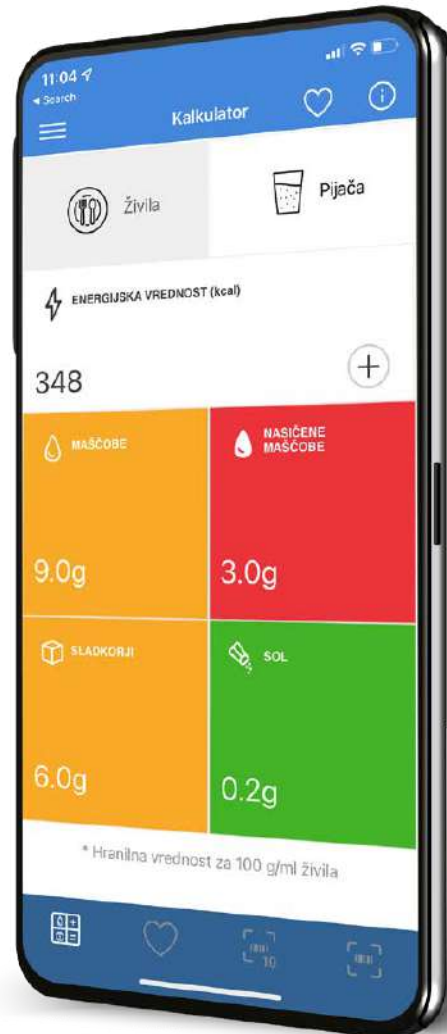 11:04
Search
Kalkulator
Živila
Pijača
ENERGIJSKA VREDNOST (kcal)
348
MAŠČOBE
NASIČENE
MAŠČOBE
9.0g
3.0g
SLADKORJI
SOL
6.0g
0.2g
* Hranilna vrednost za 100 g/ml živila
10